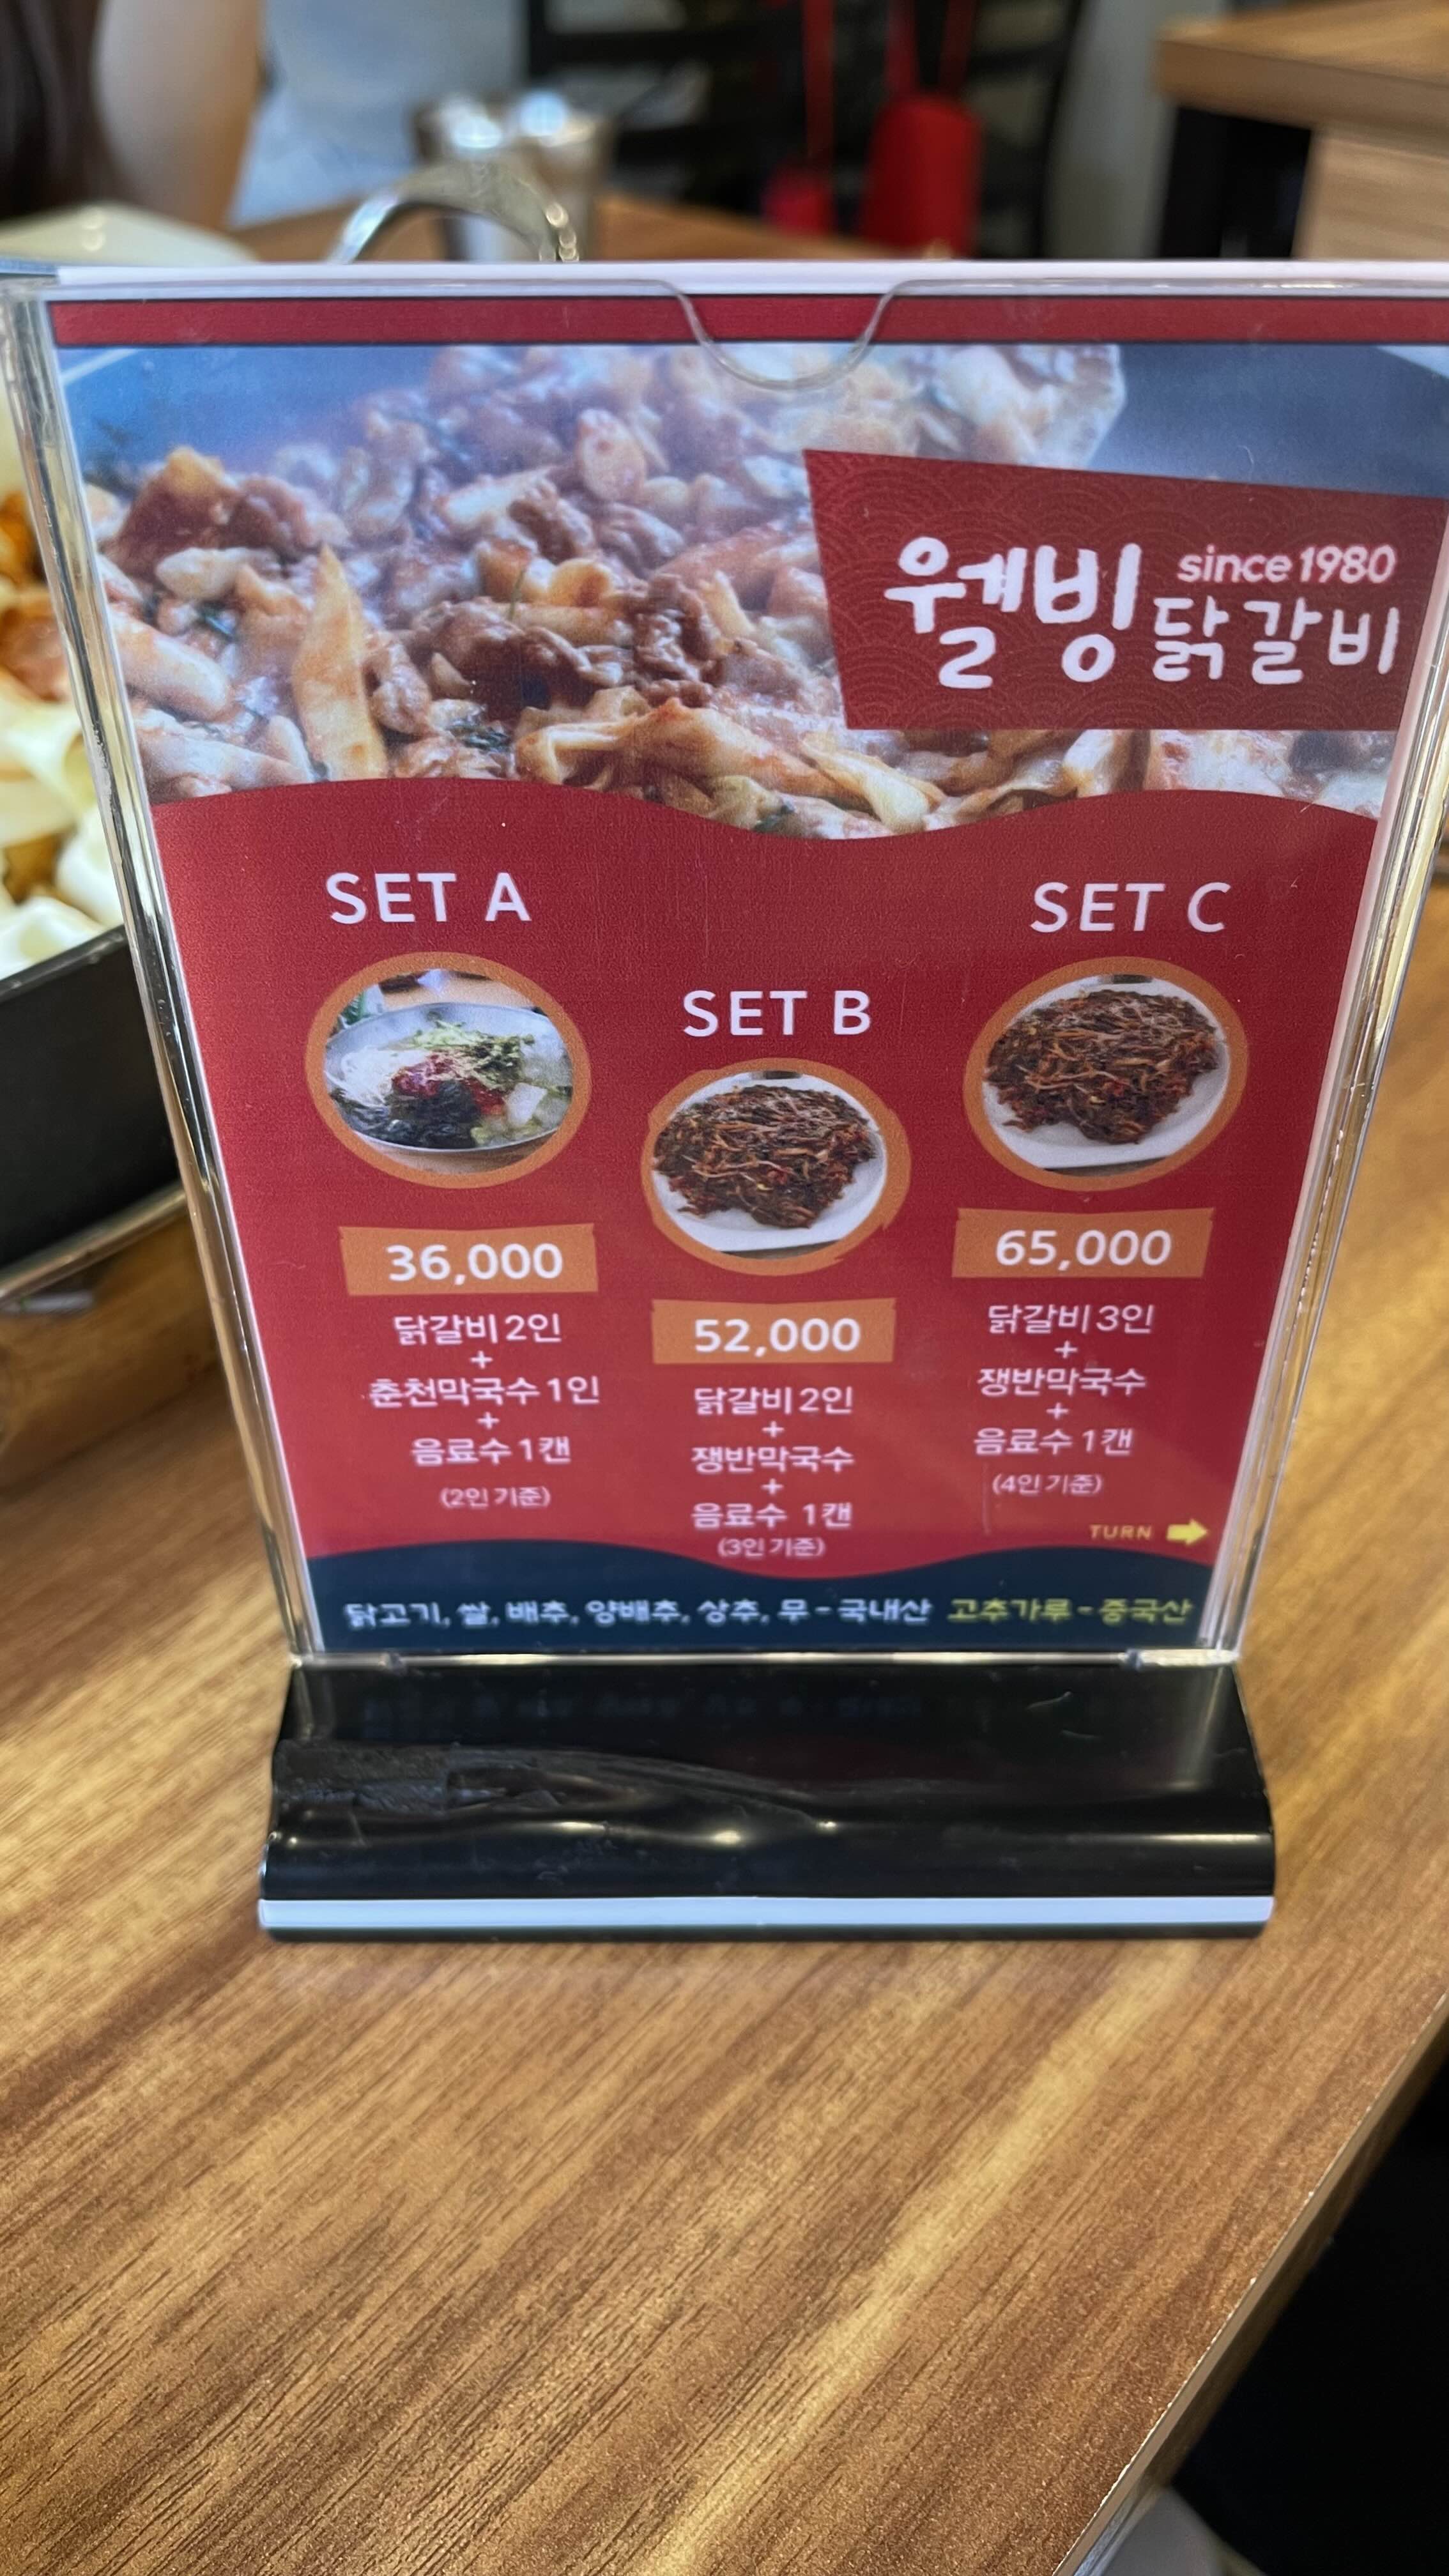 웰빙 닭갈비
since 1980
SET A
36,000
닭갈비 2인
+
춘천막국수 1인
+
음료수 1캔
(2인 기준)
SET B
52,000
닭갈비 2인
+
쟁반막국수
+
음료수 1캔
(3인 기준)
SET C
65,000
닭갈비 3인
+
쟁반막국수
+
음료수 1캔
(4인 기준)
TURN
닭고기, 쌀, 배추, 양배추, 상추, 무 - 국내산 고추가루 - 중국산